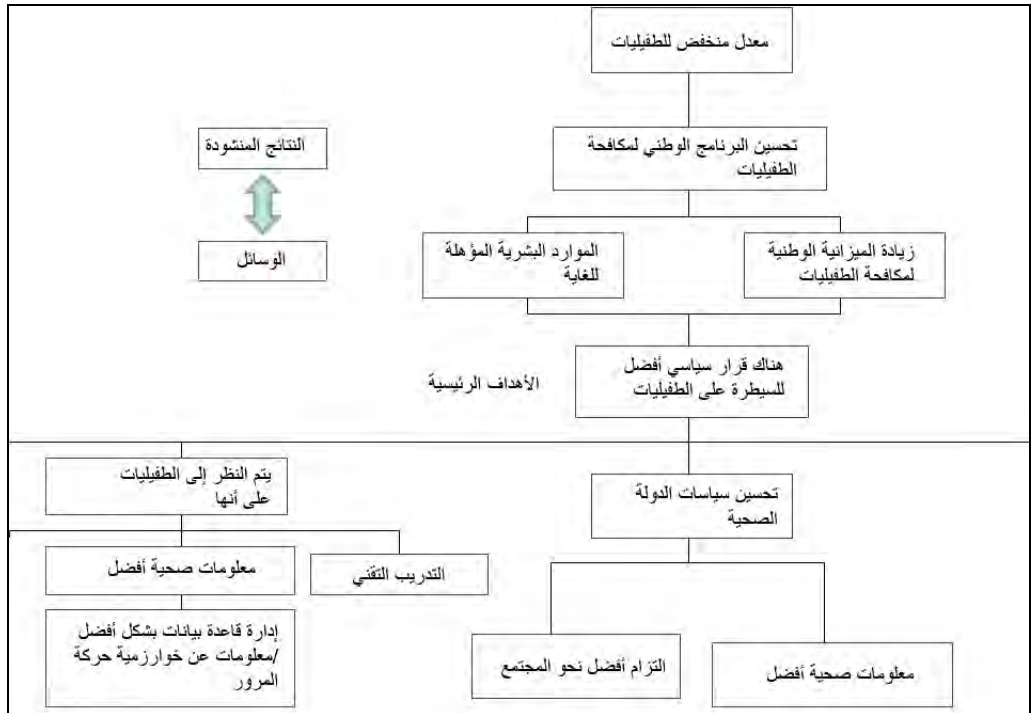 معدل منخفض للطفيليات
تحسين البرنامج الوطني لمكافحة
الطفيليات
النتائج المنشودة
الوسائل
زيادة الميزانية الوطنية
لمكافحة الطفيليات
الموارد البشرية المؤهلة
للغاية
هناك قرار سياسي أفضل
للسيطرة على الطفيليات
الأهداف الرئيسية
تحسين سياسات الدولة
الصحية
يتم النظر إلى الطفيليات
على أنها
التدريب التقني
معلومات صحية أفضل
إدارة قاعدة بيانات بشكل أفضل
/معلومات عن خوارزمية حركة
المرور
معلومات صحية أفضل
التزام أفضل نحو المجتمع